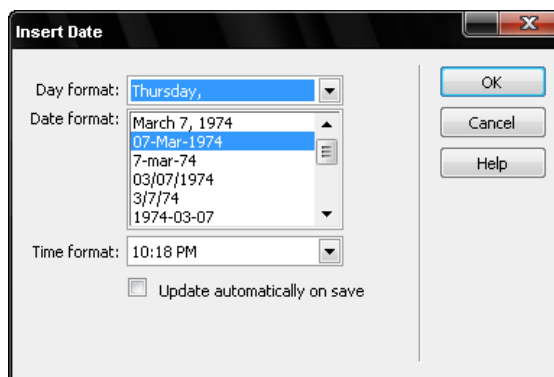 Insert Date
Day format: Thursday,
OK
Date format: March 7, 1974
07-Mar-1974
7-mar-74
03/07/1974
3/7/74
1974-03-07
Cancel
Help
Time format: 10:18 PM
Update automatically on save